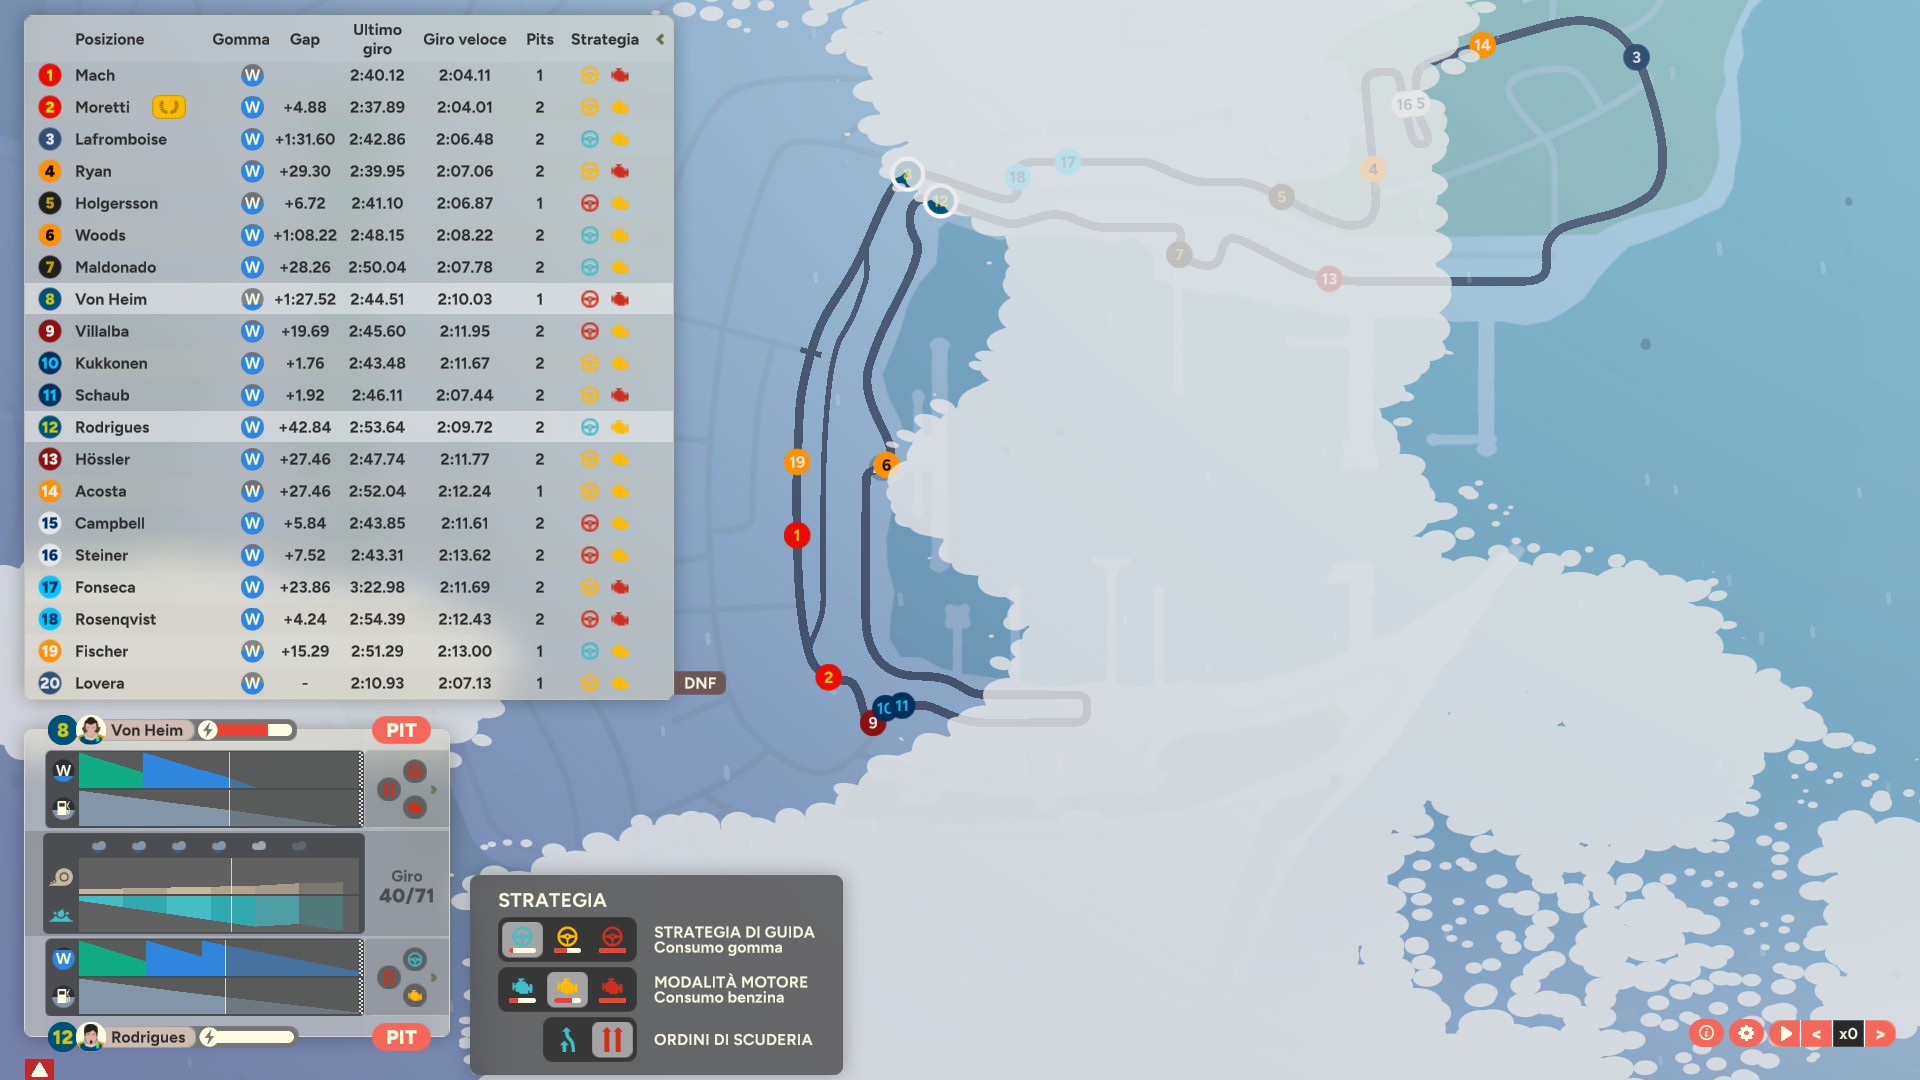 Posizione Gomma Gap Ultimo giro Giro veloce Pits Strategia
1 Mach W 2:40.12 2:04.11 1
2 Moretti W +4.88 2:37.89 2:04.01 2
3 Lafromboise W +1:31.60 2:42.86 2:06.48 2
4 Ryan W +29.30 2:39.95 2:07.06 2
5 Holgersson W +6.72 2:41.10 2:06.87 1
6 Woods W +1:08.22 2:48.15 2:08.22 2
7 Maldonado W +28.26 2:50.04 2:07.78 2
8 Von Heim W +1:27.52 2:44.51 2:10.03 1
9 Villalba W +19.69 2:45.60 2:11.95 2
10 Kukkonen W +1.76 2:43.48 2:11.67 2
11 Schaub W +1.92 2:46.11 2:07.44 2
12 Rodrigues W +42.84 2:53.64 2:09.72 2
13 Hössler W +27.46 2:47.74 2:11.77 2
14 Acosta W +27.46 2:52.04 2:12.24 1
15 Campbell W +5.84 2:43.85 2:11.61 2
16 Steiner W +7.52 2:43.31 2:13.62 2
17 Fonseca W +23.86 3:22.98 2:11.69 2
18 Rosenqvist W +4.24 2:54.39 2:12.43 2
19 Fischer W +15.29 2:51.29 2:13.00 1
20 Lovera W - 2:10.93 2:07.13 1 DNF
14
3
16 5
4
17
18
8
5
12
7
13
19
6
1
2
10 11
9
8 Von Heim PIT
W
Giro
40/71
W
12 Rodrigues PIT
STRATEGIA
STRATEGIA DI GUIDA
Consumo gomma
MODALITÀ MOTORE
Consumo benzina
ORDINI DI SCUDERIA
< x0 >